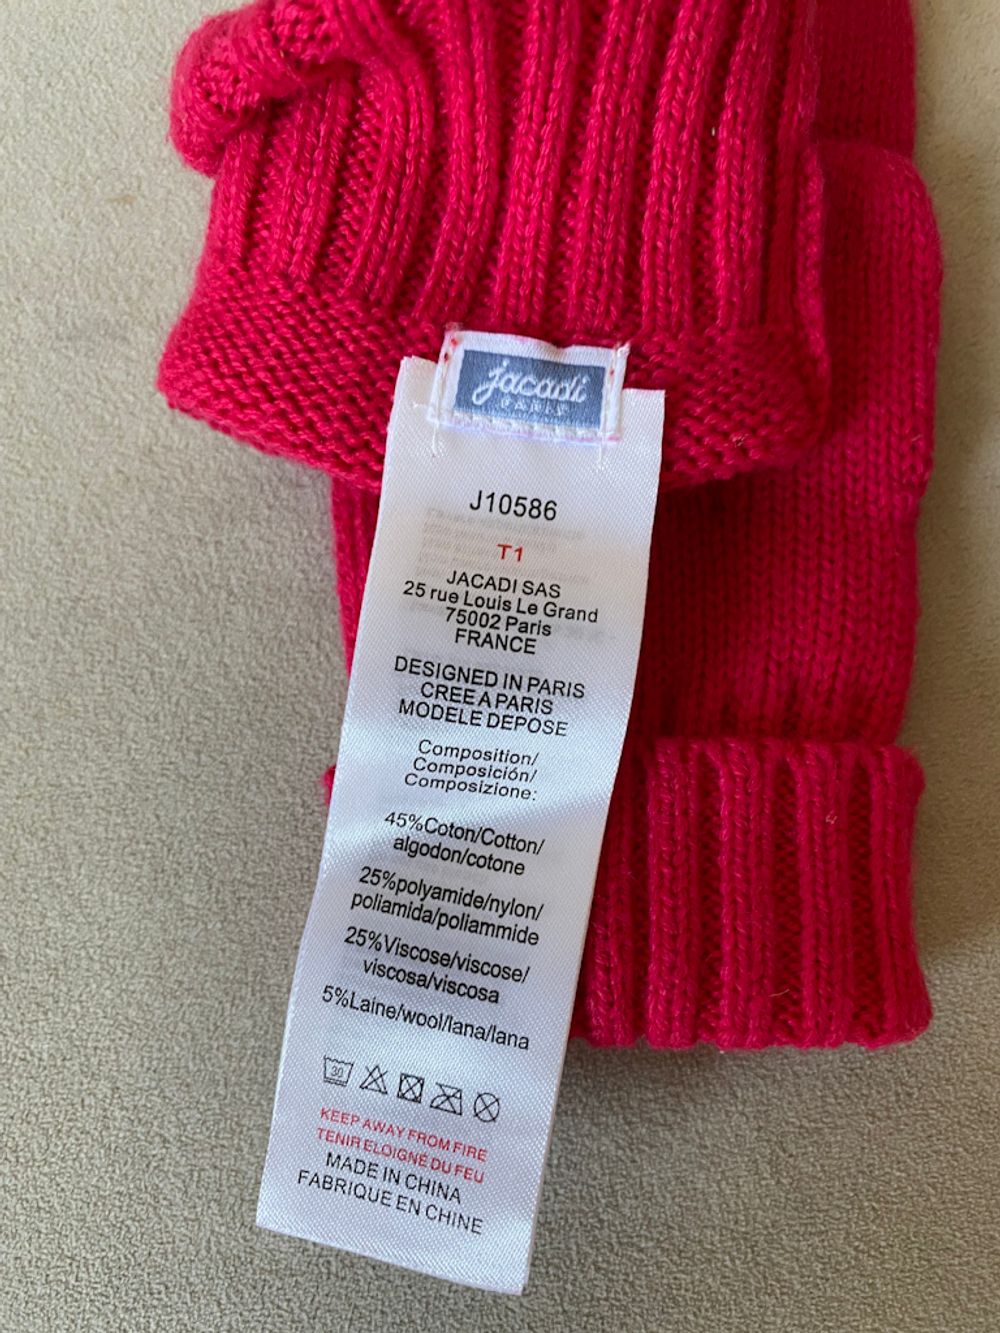 jacadi
PARIS
J10586
T1
JACADI SAS
25 rue Louis Le Grand
75002 Paris
FRANCE
DESIGNED IN PARIS
CREE A PARIS
MODELE DEPOSE
Composition/
Composición/
Composizione:
45%Coton/Cotton/
algodon/cotone
25%polyamide/nylon/
poliamida/poliammide
25%Viscose/viscose/
viscosa/viscosa
5%Laine/wool/lana/lana
30
KEEP AWAY FROM FIRE
TENIR ELOIGNE DU FEU
MADE IN CHINA
FABRIQUE EN CHINE